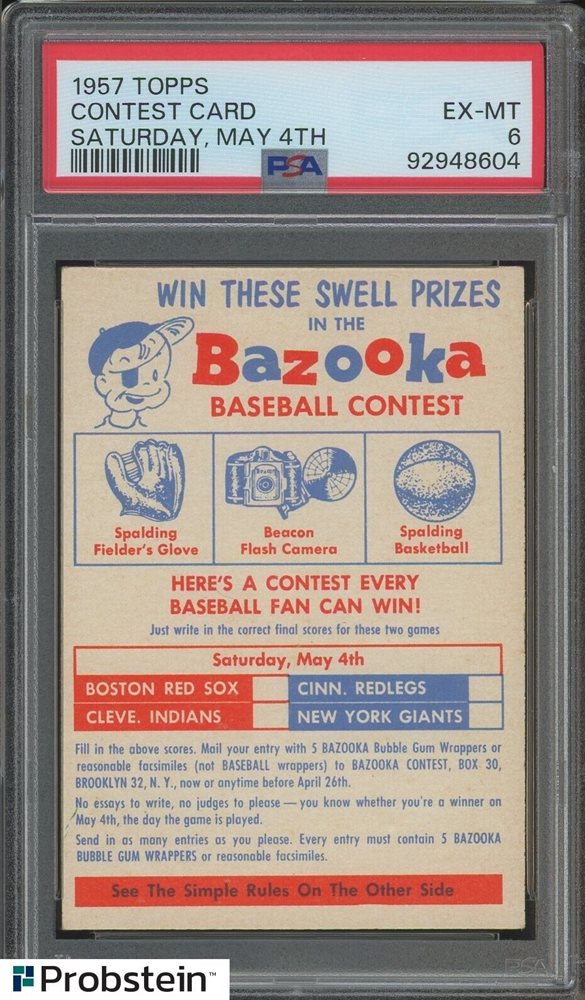 1957 TOPPS
CONTEST CARD EX-MT
SATURDAY, MAY 4TH 6
PSA 92948604
WIN THESE SWELL PRIZES
IN THE
Bazooka
BASEBALL CONTEST
Spalding Fielder's Glove
Beacon Flash Camera
Spalding Basketball
HERE'S A CONTEST EVERY
BASEBALL FAN CAN WIN!
Just write in the correct final scores for these two games
Saturday, May 4th
BOSTON RED SOX CINN. REDLEGS
CLEVE. INDIANS NEW YORK GIANTS
Fill in the above scores. Mail your entry with 5 BAZOOKA Bubble Gum Wrappers or
reasonable facsimiles (not BASEBALL wrappers) to BAZOOKA CONTEST, BOX 30,
BROOKLYN 32, N. Y., now or anytime before April 26th.
No essays to write, no judges to please — you know whether you're a winner on
May 4th, the day the game is played.
Send in as many entries as you please. Every entry must contain 5 BAZOOKA
BUBBLE GUM WRAPPERS or reasonable facsimiles.
See The Simple Rules On The Other Side
PSA
Probstein™